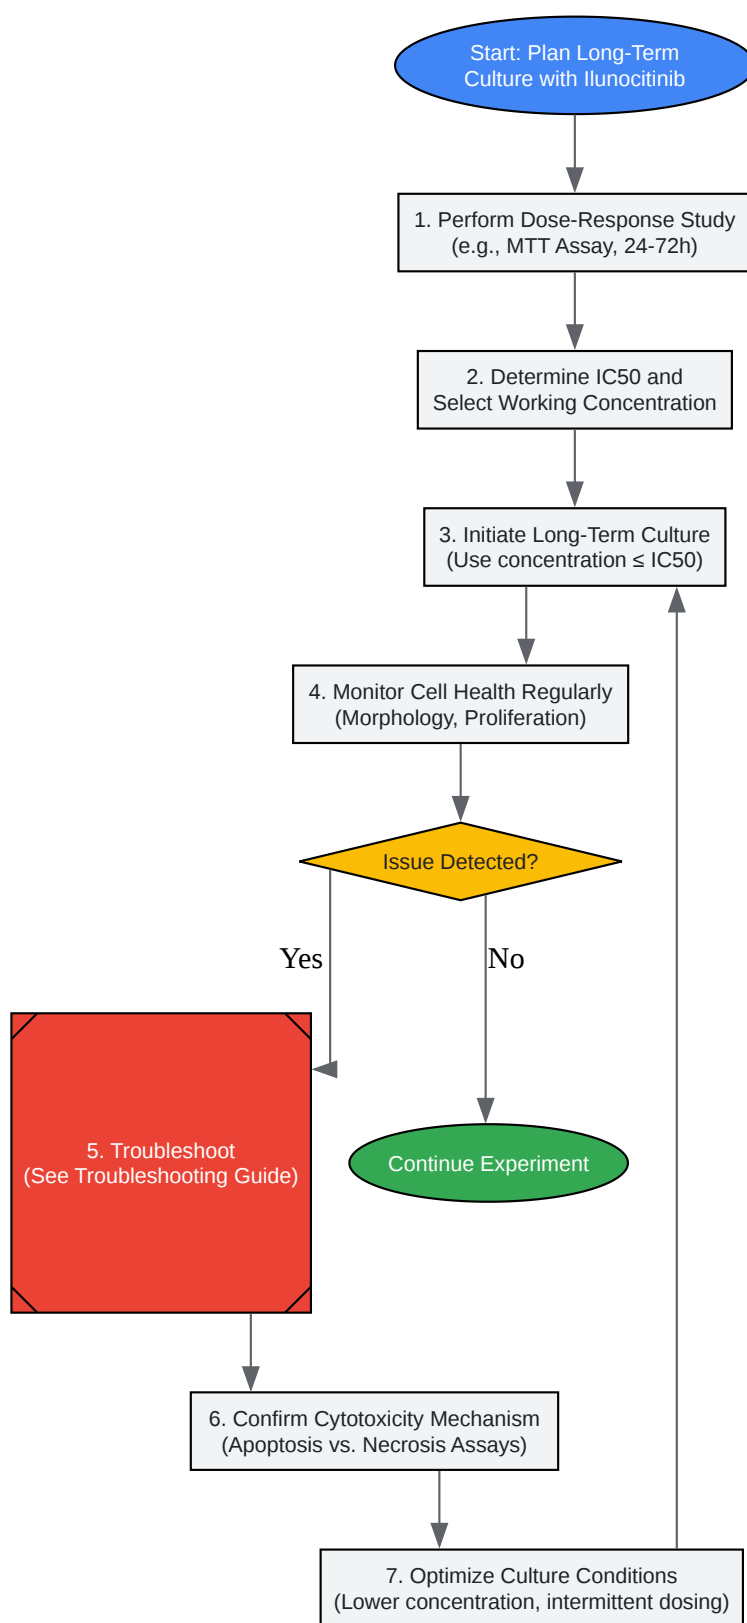 Start: Plan Long-Term
Culture with Ilunocitinib
1. Perform Dose-Response Study
(e.g., MTT Assay, 24-72h)
2. Determine IC50 and
Select Working Concentration
3. Initiate Long-Term Culture
(Use concentration ≤ IC50)
4. Monitor Cell Health Regularly
(Morphology, Proliferation)
Issue Detected?
Yes
No
5. Troubleshoot
(See Troubleshooting Guide)
Continue Experiment
6. Confirm Cytotoxicity Mechanism
(Apoptosis vs. Necrosis Assays)
7. Optimize Culture Conditions
(Lower concentration, intermittent dosing)